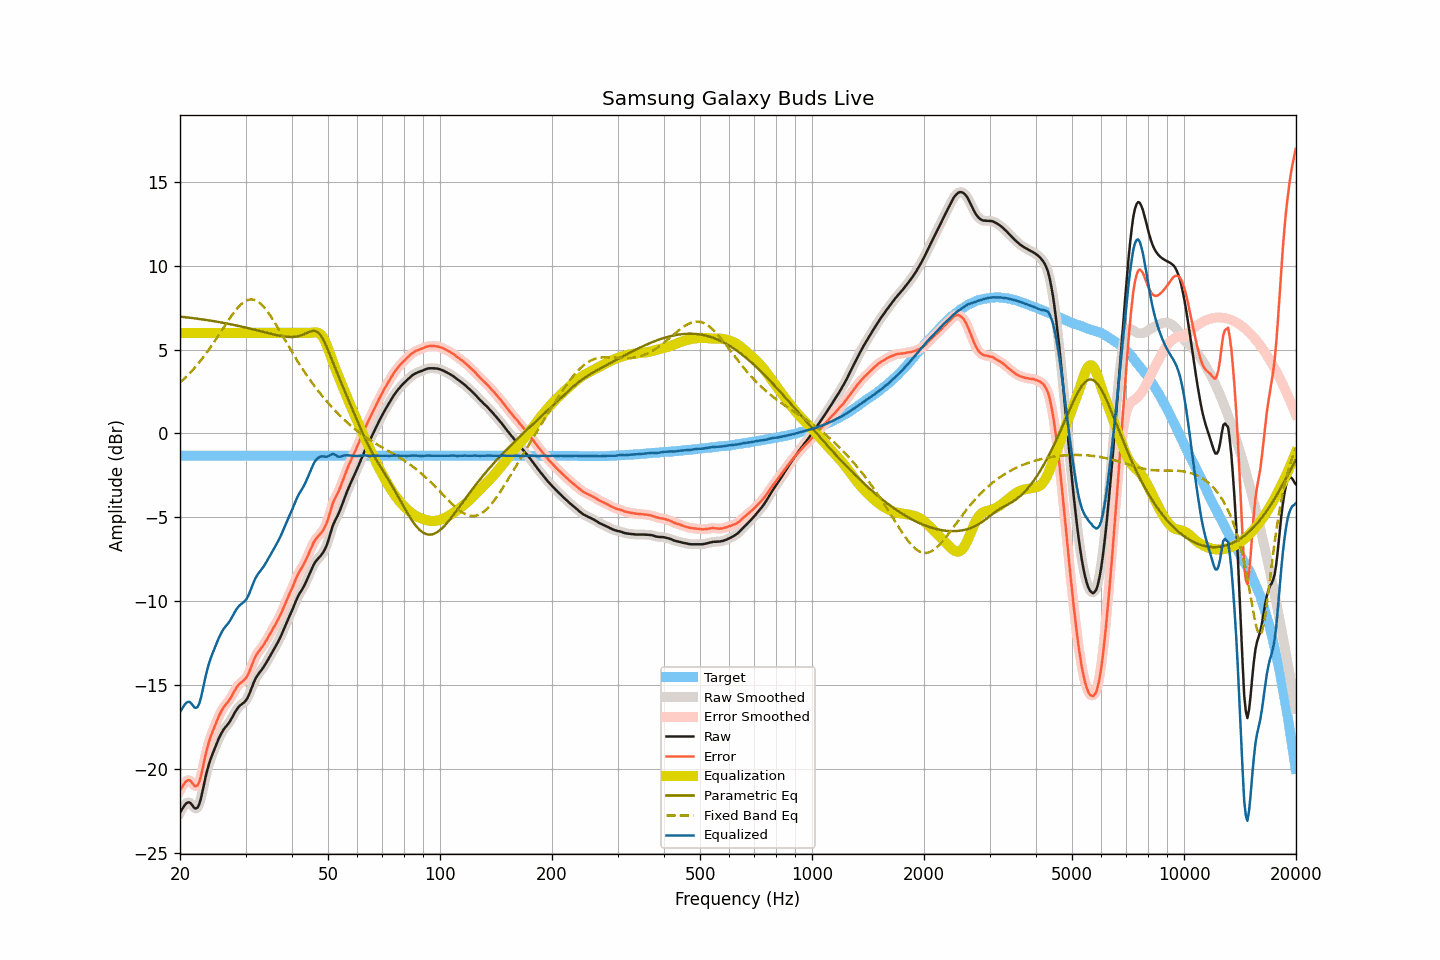 Samsung Galaxy Buds Live
Amplitude (dBr)
15
10
5
0
−5
−10
−15
−20
−25
Target
Raw Smoothed
Error Smoothed
Raw
Error
Equalization
Parametric Eq
Fixed Band Eq
Equalized
20 50 100 200 500 1000 2000 5000 10000 20000
Frequency (Hz)